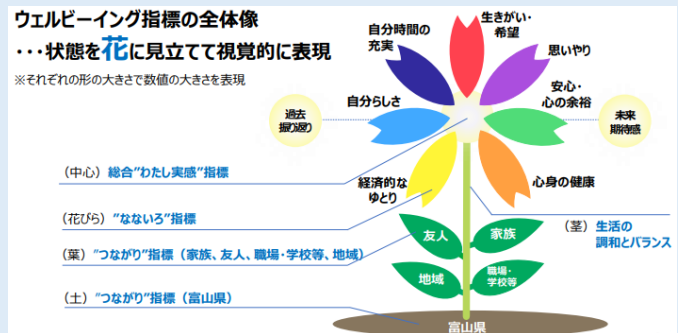 ウェルビーイング指標の全体像
・・・状態を花に見立てて視覚的に表現
※それぞれの形の大きさで数値の大きさを表現
生きがい・
希望
自分時間の
充実
思いやり
自分らしさ
安心・
心の余裕
過去
振り返り
未来
期待感
経済的な
ゆとり
心身の健康
（中心）総合“わたし実感”指標
（花びら）“なないろ”指標
（葉）“つながり”指標（家族、友人、職場・学校等、地域）
（土）“つながり”指標（富山県）
（茎）生活の
調和とバランス
友人
家族
地域
職場・
学校等
富山県